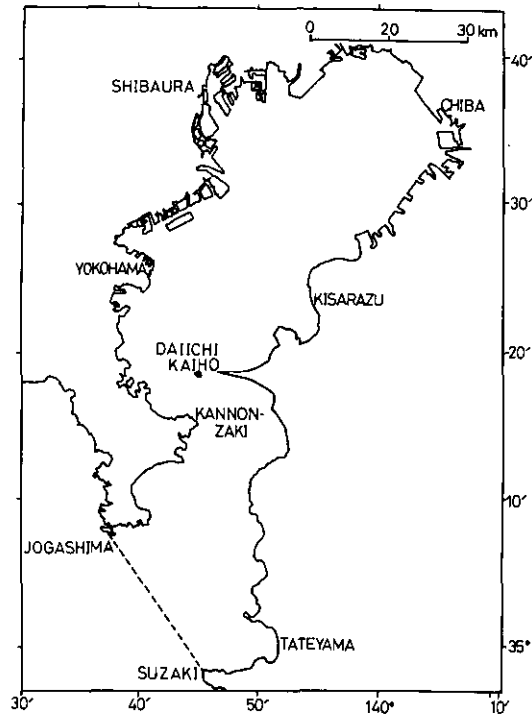 0 10 20 30 km
40′
SHIBAURA
CHIBA
30′
YOKOHAMA
KISARAZU
DAIICHI
KAIHO
20′
KANNON-
ZAKI
10′
JOGASHIMA
TATEYAMA
35°
SUZAKI
30′ 40′ 50′ 140° 10′